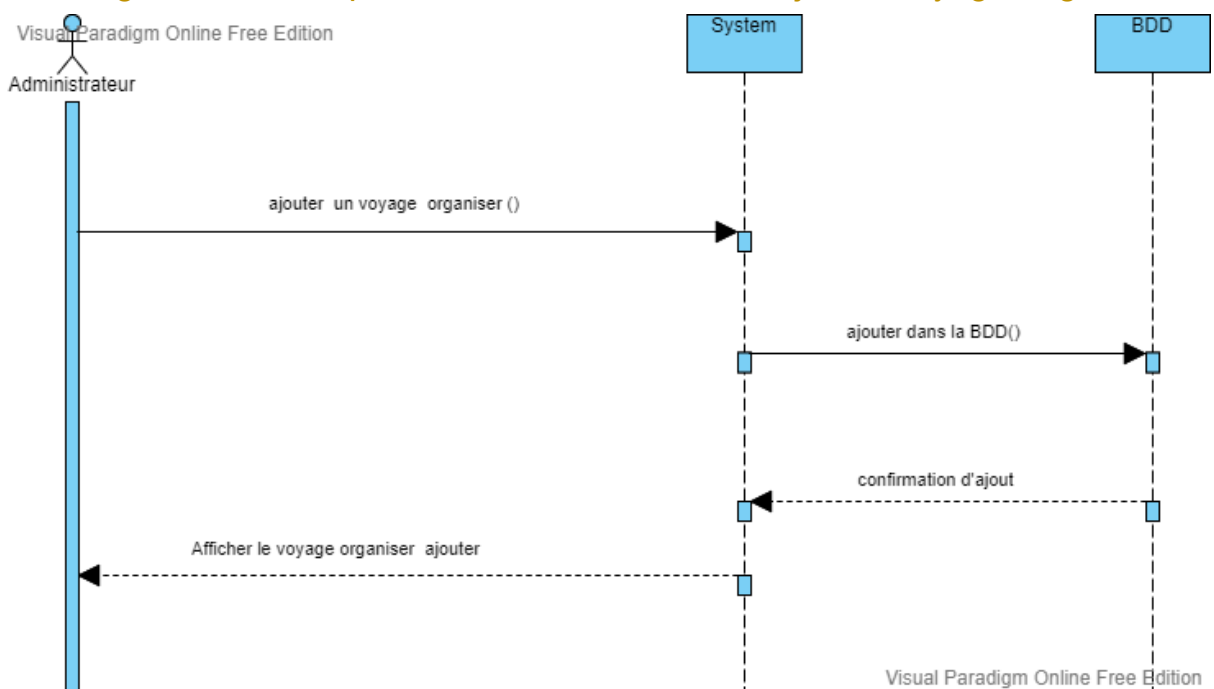 Visual Paradigm Online Free Edition
System
BDD
Administrateur
ajouter un voyage organiser ()
ajouter dans la BDD()
confirmation d'ajout
Afficher le voyage organiser ajouter
Visual Paradigm Online Free Edition